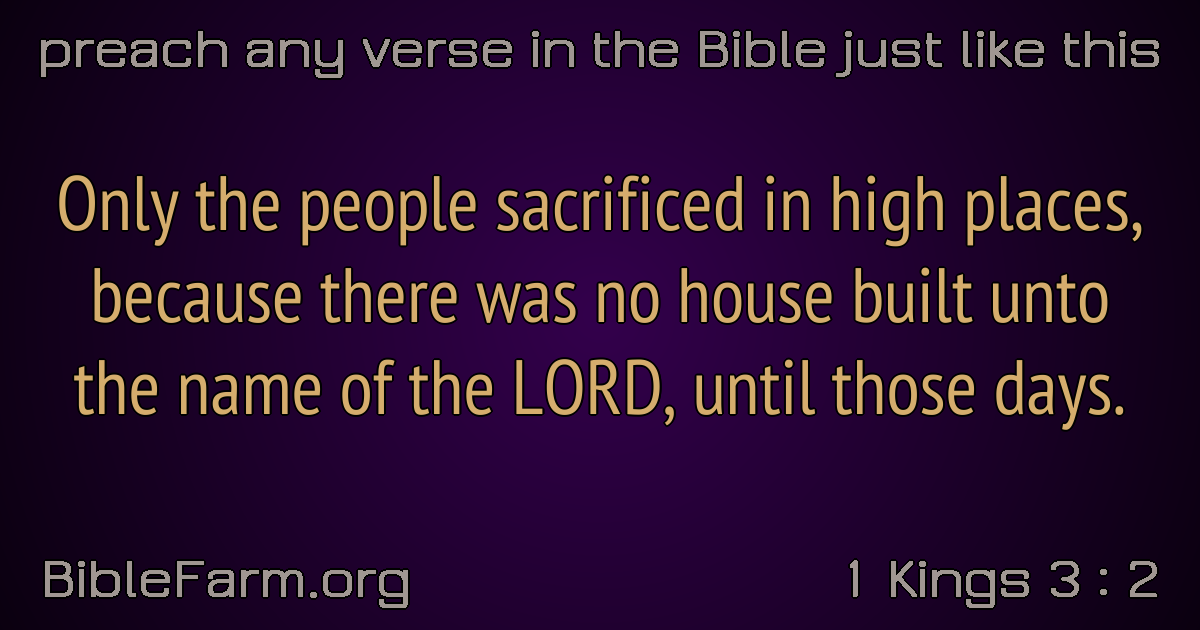 preach any verse in the Bible just like this
Only the people sacrificed in high places,
because there was no house built unto
the name of the LORD, until those days.
BibleFarm.org
1 Kings 3 : 2